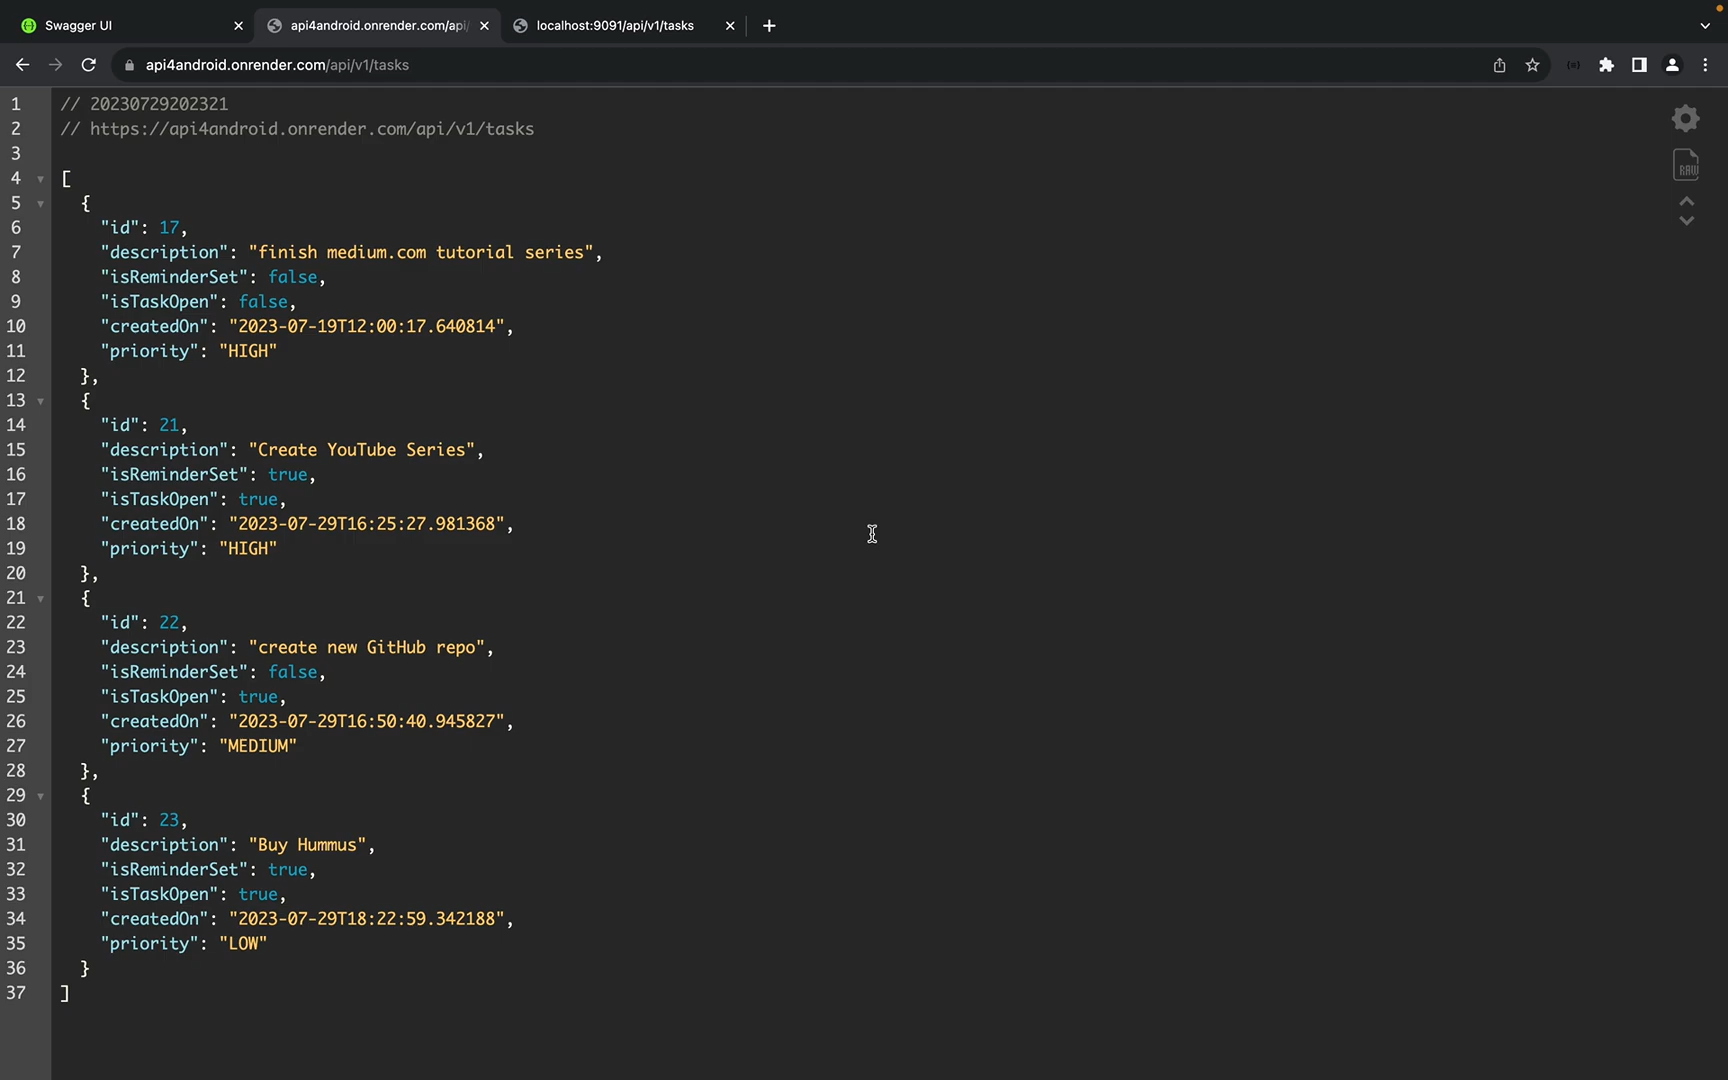 Swagger UI
api4android.onrender.com/api/
localhost:9091/api/v1/tasks
api4android.onrender.com/api/v1/tasks
1 // 20230729202321
2 // https://api4android.onrender.com/api/v1/tasks
3
4 [
5 {
6 "id": 17,
7 "description": "finish medium.com tutorial series",
8 "isReminderSet": false,
9 "isTaskOpen": false,
10 "createdOn": "2023-07-19T12:00:17.640814",
11 "priority": "HIGH"
12 },
13 {
14 "id": 21,
15 "description": "Create YouTube Series",
16 "isReminderSet": true,
17 "isTaskOpen": true,
18 "createdOn": "2023-07-29T16:25:27.981368",
19 "priority": "HIGH"
20 },
21 {
22 "id": 22,
23 "description": "create new GitHub repo",
24 "isReminderSet": false,
25 "isTaskOpen": true,
26 "createdOn": "2023-07-29T16:50:40.945827",
27 "priority": "MEDIUM"
28 },
29 {
30 "id": 23,
31 "description": "Buy Hummus",
32 "isReminderSet": true,
33 "isTaskOpen": true,
34 "createdOn": "2023-07-29T18:22:59.342188",
35 "priority": "LOW"
36 }
37 ]
RAW